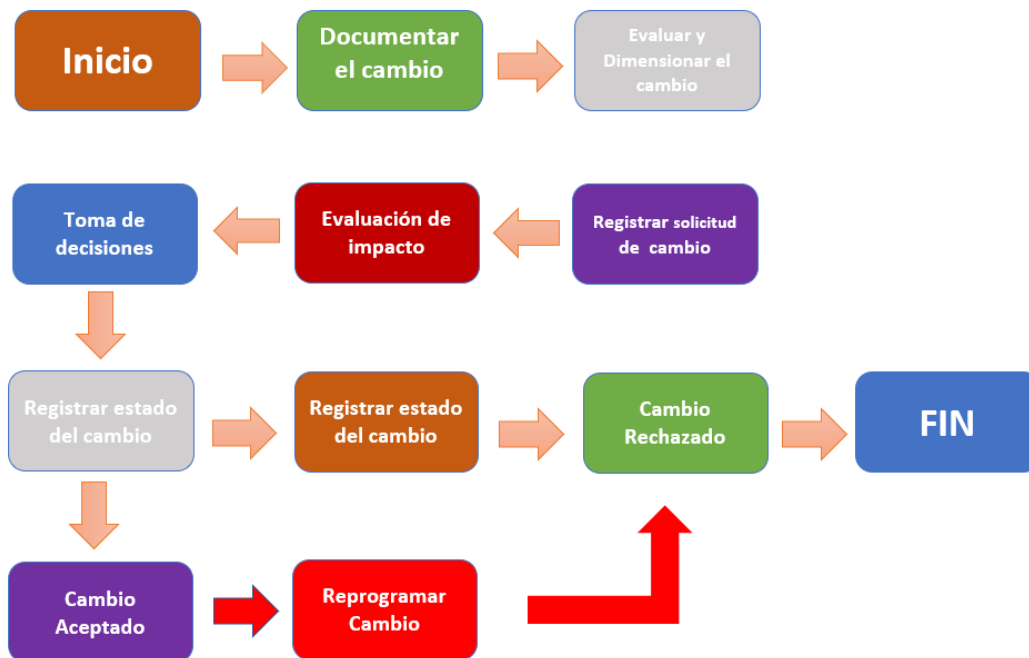 Inicio
Documentar
el cambio
Evaluar y
Dimensionar el
cambio
Toma de
decisiones
Evaluación de
impacto
Registrar solicitud
de cambio
Registrar estado
del cambio
Registrar estado
del cambio
Cambio
Rechazado
FIN
Cambio
Aceptado
Reprogramar
Cambio